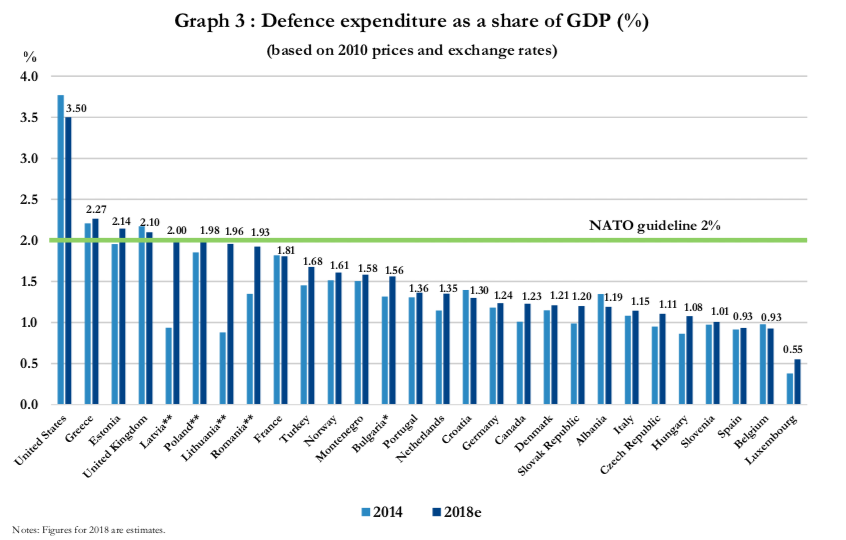 Graph 3 : Defence expenditure as a share of GDP (%)
(based on 2010 prices and exchange rates)
%
4.0
3.5
3.0
2.5
2.0
1.5
1.0
0.5
0.0
3.50
2.27
2.14
2.10
2.00
1.98
1.96
1.93
1.81
1.68
1.61
1.58
1.56
1.36
1.35
1.30
1.24
1.23
1.21
1.20
1.19
1.15
1.11
1.08
1.01
0.93
0.93
0.55
NATO guideline 2%
United States
Greece
Estonia
United Kingdom
Latvia**
Poland**
Lithuania**
Romania**
France
Turkey
Norway
Montenegro
Bulgaria*
Portugal
Netherlands
Croatia
Germany
Canada
Denmark
Slovak Republic
Albania
Italy
Czech Republic
Hungary
Slovenia
Spain
Belgium
Luxembourg
2014
2018e
Notes: Figures for 2018 are estimates.